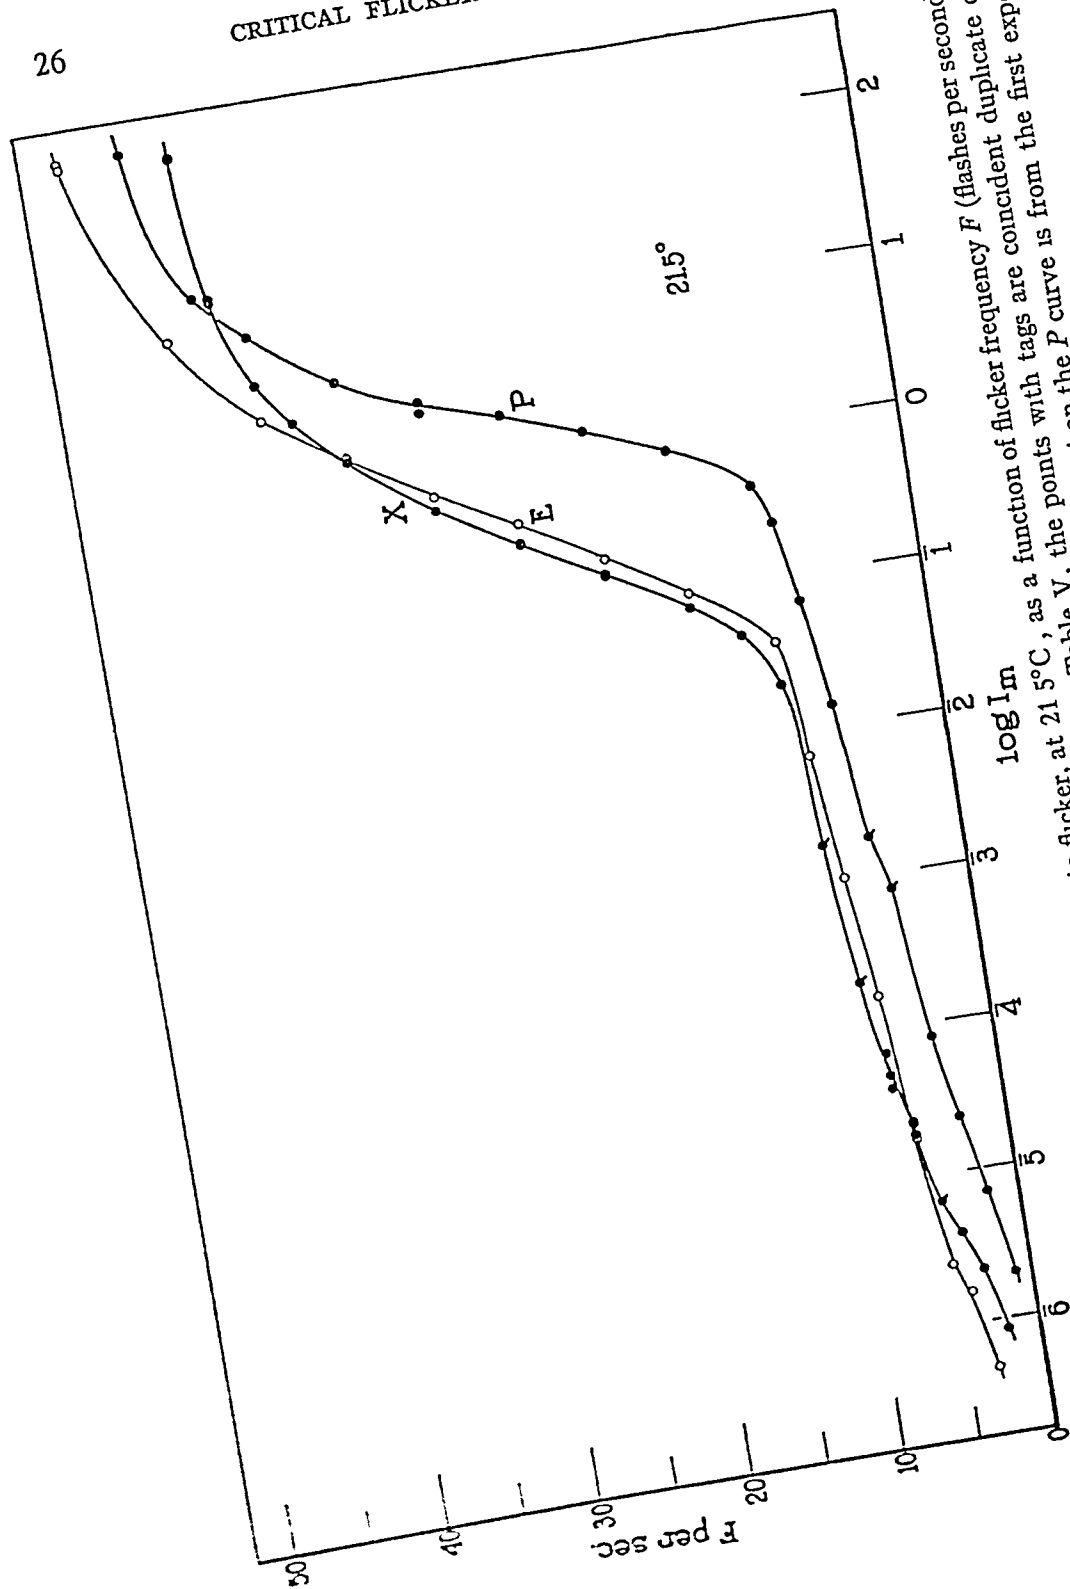 26
CRITICAL
50
40
30
20
10
0
F per sec.
6̅
5̅
4̅
3̅
2̅
1̅
0
1
2
log Im
X
E
P
21.5°
flicker, at 21 5°C, as a function of flicker frequency F (flashes per second
Table V, the points with tags are coincident duplicate
on the P curve is from the first